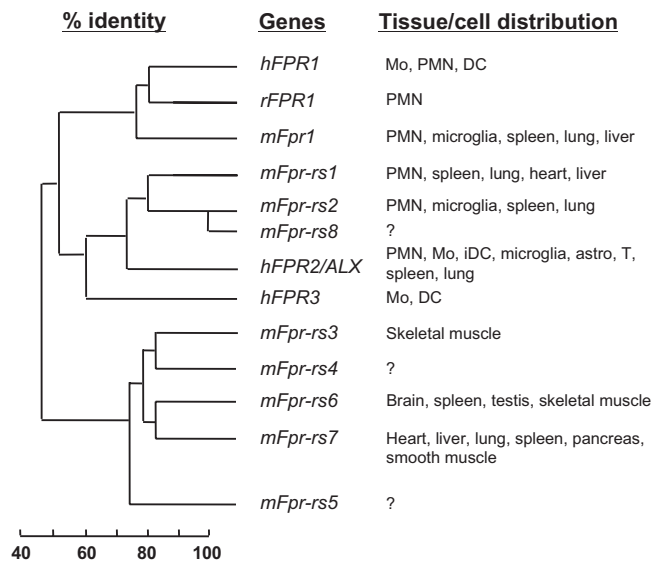 % identity Genes Tissue/cell distribution
hFPR1 Mo, PMN, DC
rFPR1 PMN
mFpr1 PMN, microglia, spleen, lung, liver
mFpr-rs1 PMN, spleen, lung, heart, liver
mFpr-rs2 PMN, microglia, spleen, lung
mFpr-rs8 ?
hFPR2/ALX PMN, Mo, iDC, microglia, astro, T,
spleen, lung
hFPR3 Mo, DC
mFpr-rs3 Skeletal muscle
mFpr-rs4 ?
mFpr-rs6 Brain, spleen, testis, skeletal muscle
mFpr-rs7 Heart, liver, lung, spleen, pancreas,
smooth muscle
mFpr-rs5 ?
40 60 80 100